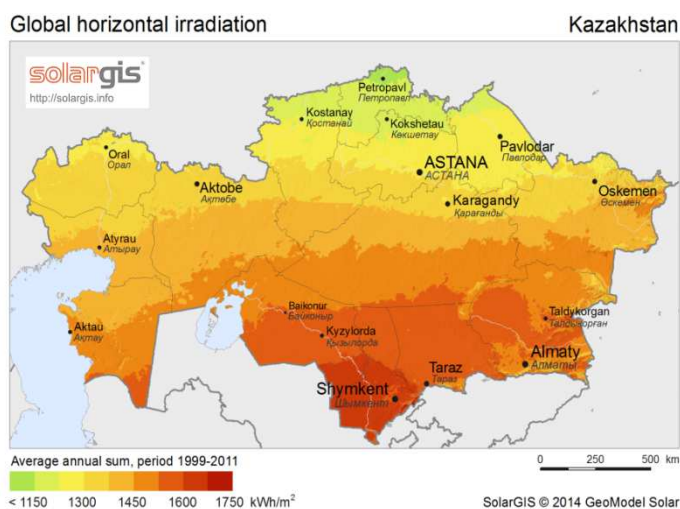 Global horizontal irradiation
Kazakhstan
solargis
http://solargis.info
Petropavl
Петропавл
Kostanay
Қостанай
Kokshetau
Көкшетау
Pavlodar
Павлодар
Oral
Орал
ASTANA
АСТАНА
Aktobe
Ақтөбе
Oskemen
Өскемен
Karagandy
Қарағанды
Atyrau
Атырау
Baikonur
Байконыр
Taldykorgan
Талдықорған
Aktau
Ақтау
Kyzylorda
Қызылорда
Almaty
Алматы
Taraz
Тараз
Shymkent
Шымкент
Average annual sum, period 1999-2011
0 250 500 km
< 1150 1300 1450 1600 1750 kWh/m²
SolarGIS © 2014 GeoModel Solar